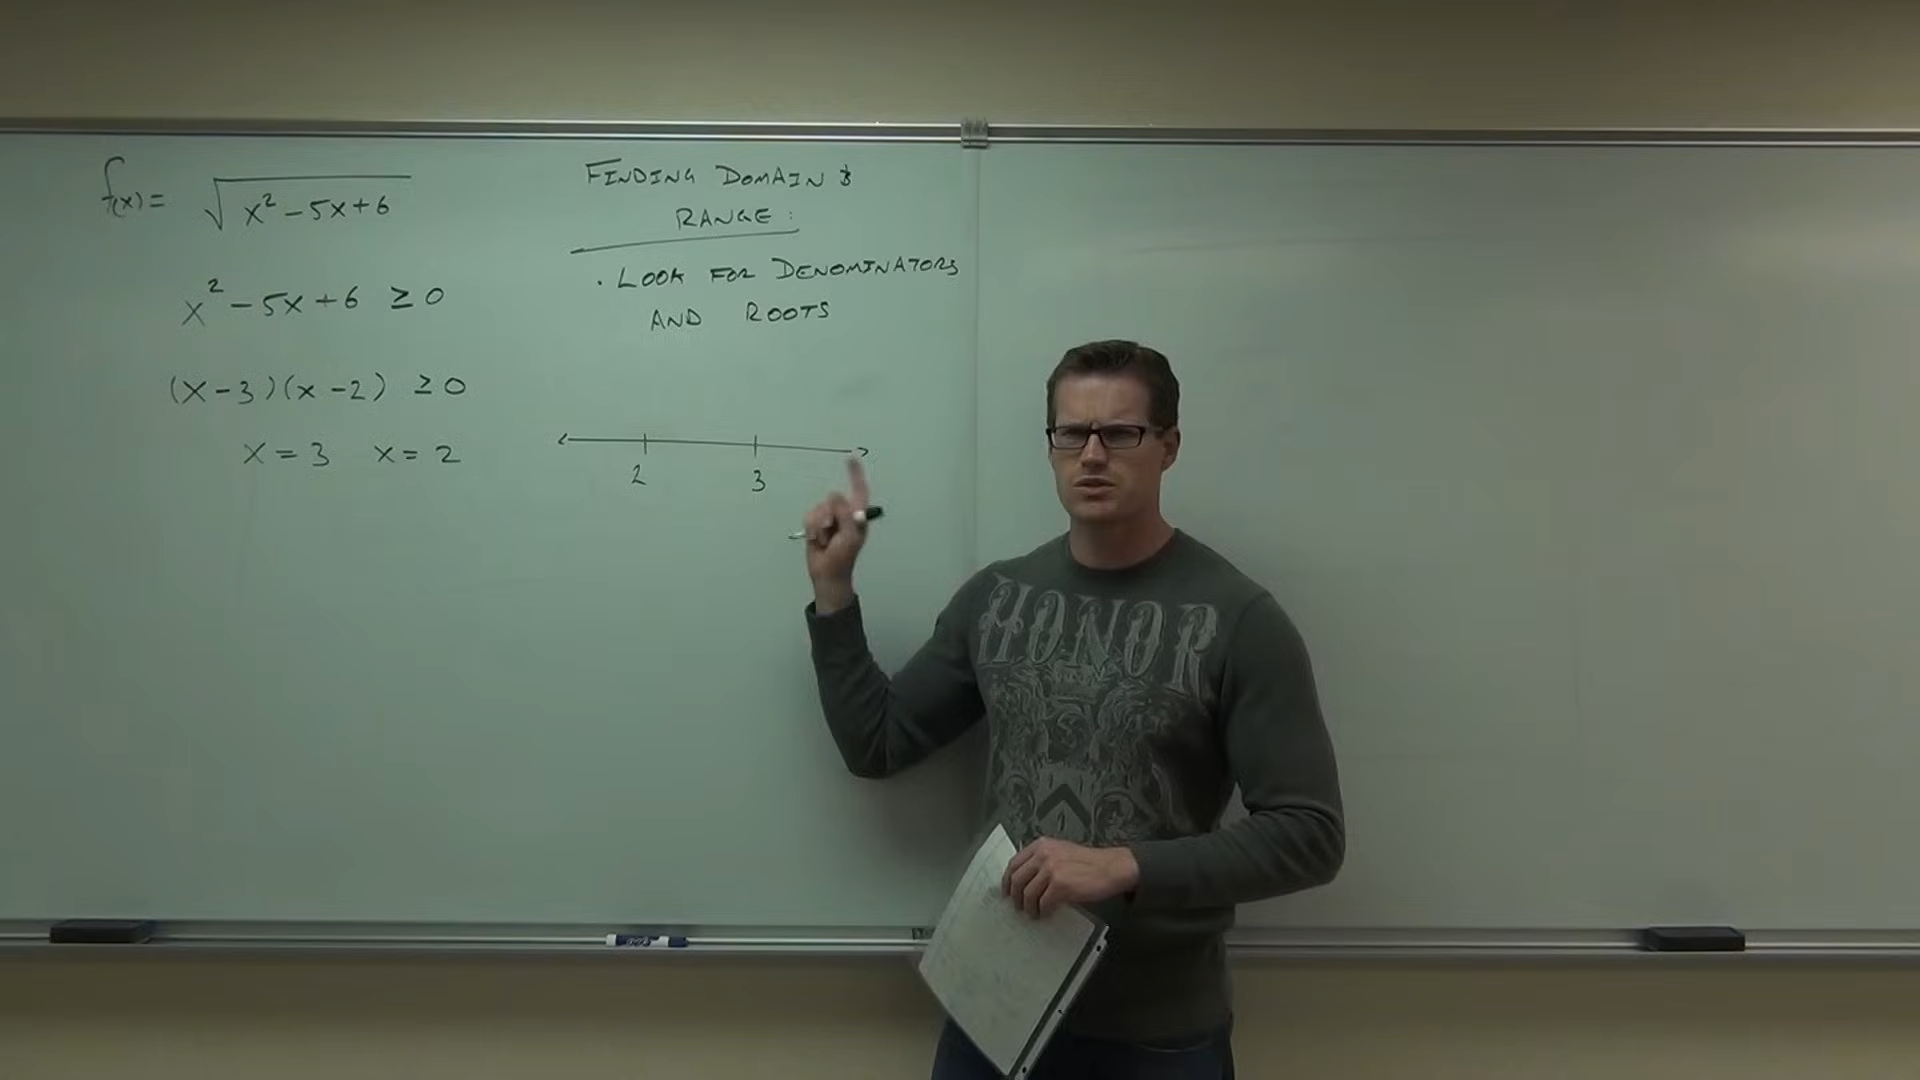 f(x) = √x² - 5x + 6
x² - 5x + 6 ≥ 0
(x - 3)(x - 2) ≥ 0
x = 3 x = 2
FINDING DOMAIN &
RANGE:
· LOOK FOR DENOMINATORS
AND ROOTS
2 3
HONOR